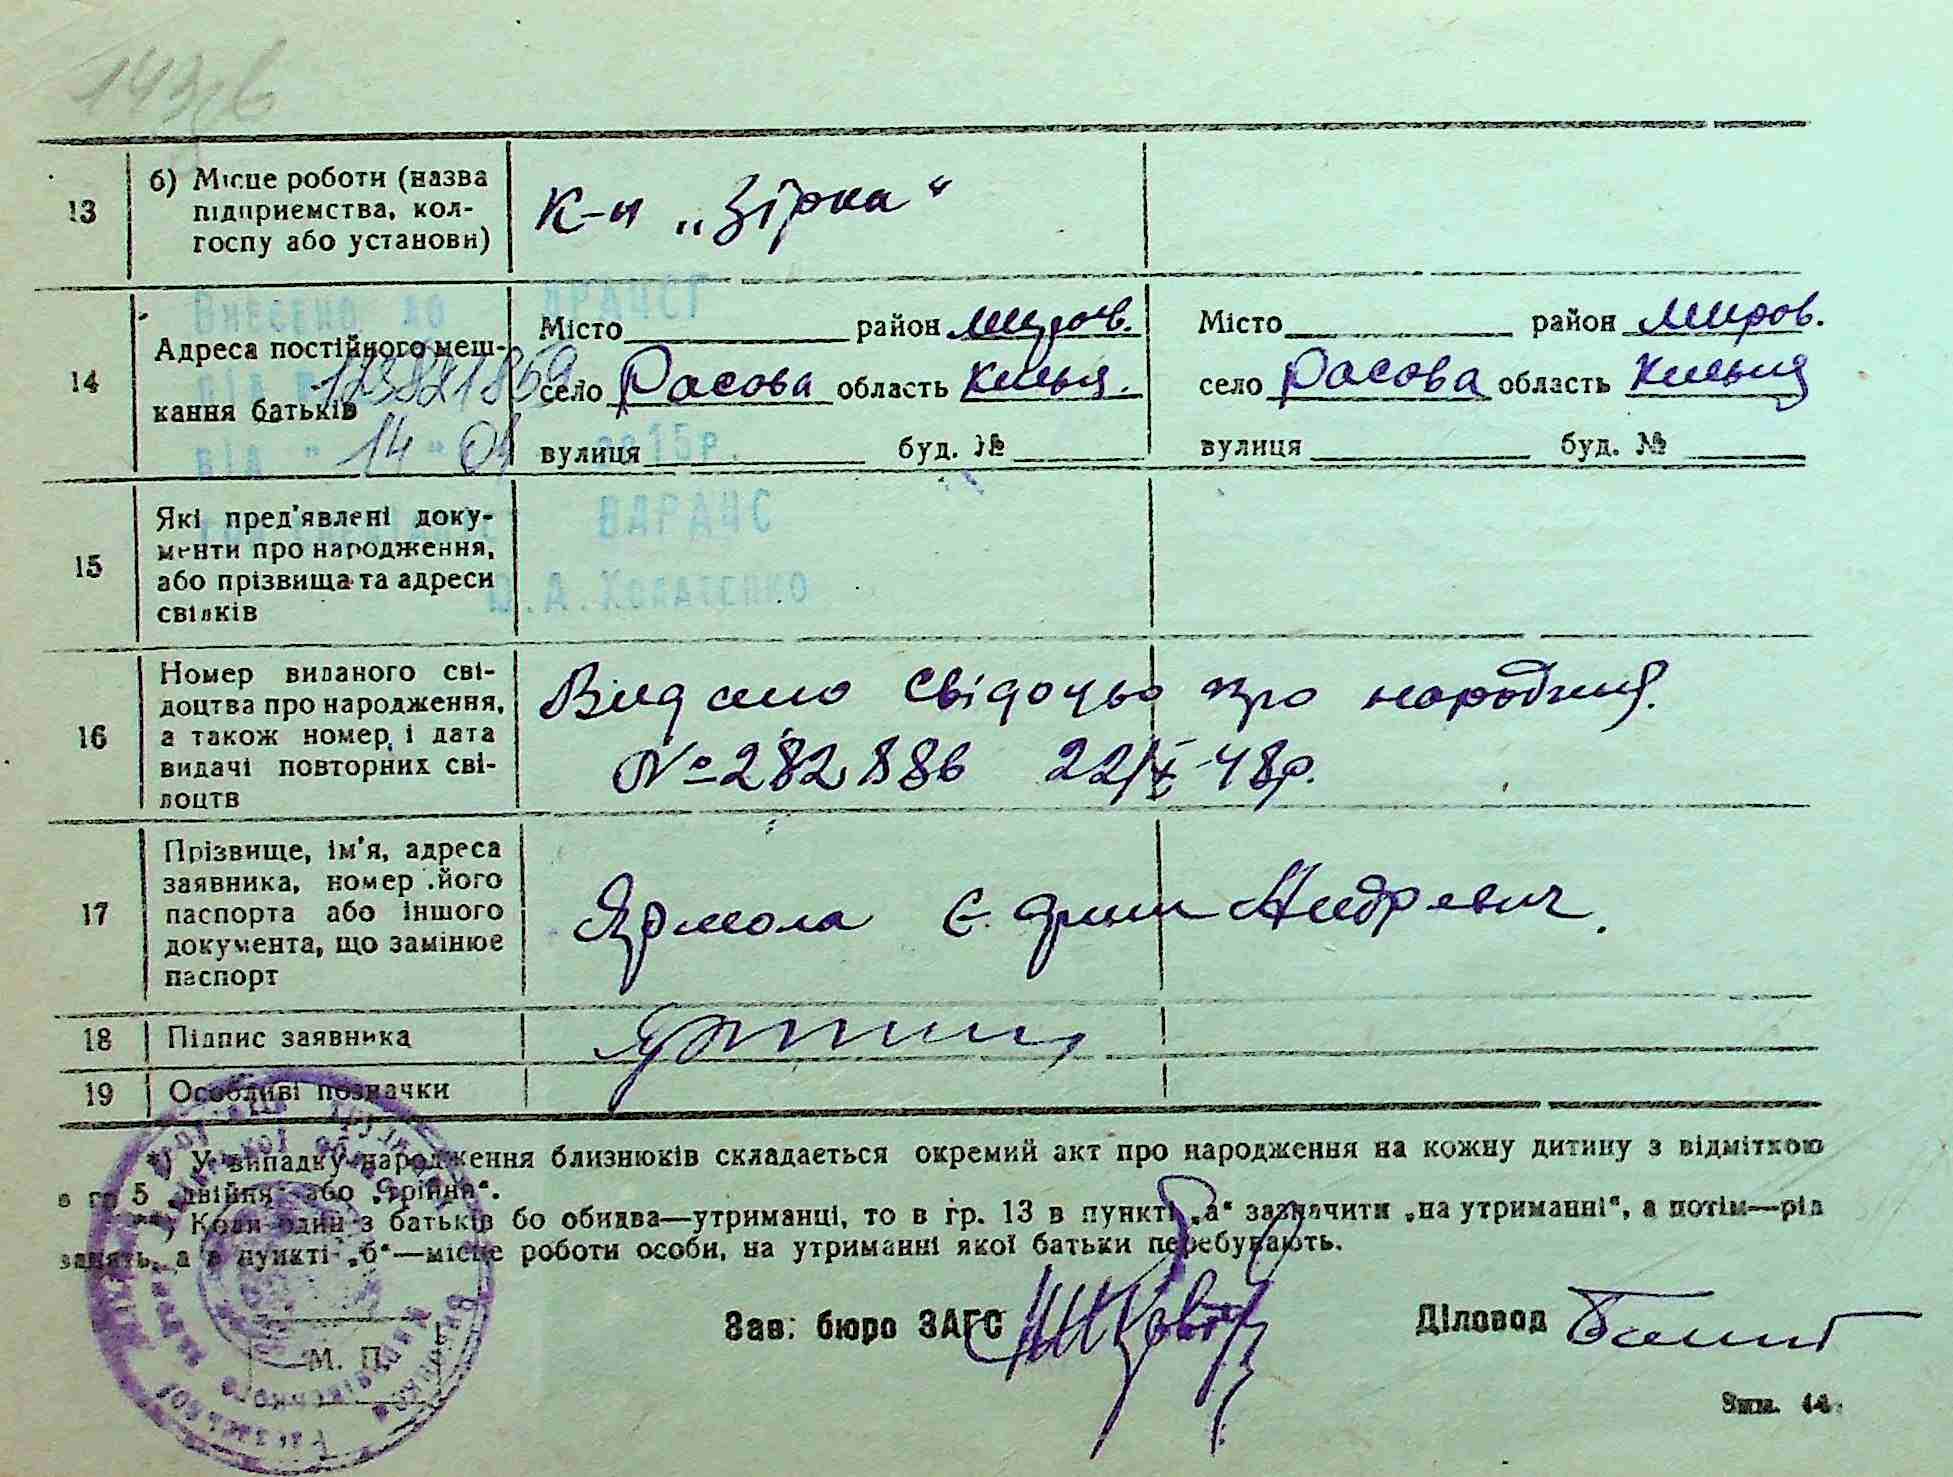 13
б) Місце роботи (назва
підприємства, кол-
госпу або установи)
К-п „Зірка“
14
Адреса постійного меш-
кання батьків
Місто район Миров.
село Расова область Київ.
вулиця буд. №
Місто район Миров.
село Расова область
вулиця буд. №
Внесено до ДРАЦСГ
від "14" 01 2015р.
ВДРАЦС
15
Які пред'явлені доку-
менти про народження,
або прізвища та адреси
свідків
16
Номер виданого сві-
доцтва про народження,
а також номер і дата
видачі повторних сві-
доцтв
Видано свідоцтво про народження.
№ 282886 22/X-48р.
17
Прізвище, ім'я, адреса
заявника, номер його
паспорта або іншого
документа, що замінює
паспорт
Ярмола Андревич.
18
Підпис заявника
19
Особливі позначки
*) У випадку народження близнюків складається окремий акт про народження на кожну дитину з відміткою
в гр 5 „двійня“ або „трійня“.
**) Коли один з батьків бо обидва—утриманці, то в гр. 13 в пункті „а“ зазначити „на утриманні“, а потім—рід
занять, а в пункті „б“—місце роботи особи, на утриманні якої батьки перебувають.
Зав. бюро ЗАГС
Діловод
М. П.
Зам. 44